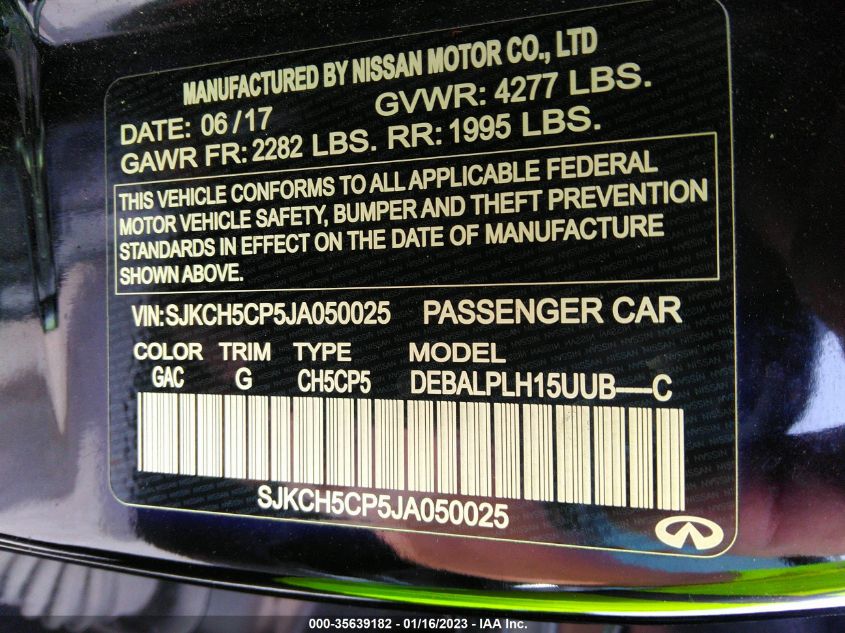 MANUFACTURED BY NISSAN MOTOR CO., LTD
DATE: 06/17 GVWR: 4277 LBS.
GAWR FR: 2282 LBS. RR: 1995 LBS.
THIS VEHICLE CONFORMS TO ALL APPLICABLE FEDERAL
MOTOR VEHICLE SAFETY, BUMPER AND THEFT PREVENTION
STANDARDS IN EFFECT ON THE DATE OF MANUFACTURE
SHOWN ABOVE.
VIN:SJKCH5CP5JA050025 PASSENGER CAR
COLOR TRIM TYPE MODEL
GAC G CH5CP5 DEBALPLH15UUB—C
SJKCH5CP5JA050025
000-35639182 - 01/16/2023 - IAA Inc.